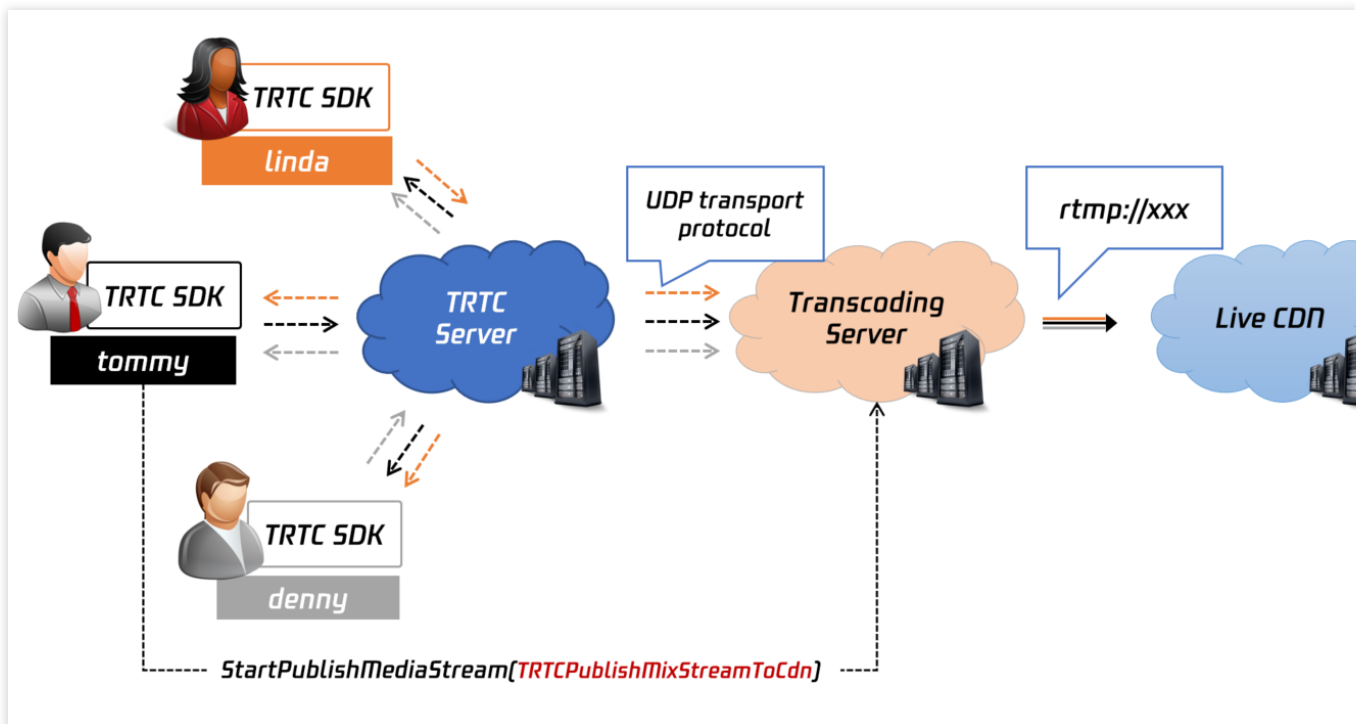 TRTC SDK
linda
UDP transport
protocol
rtmp://xxx
TRTC SDK
tommy
TRTC
Server
Transcoding
Server
Live CDN
TRTC SDK
denny
StartPublishMediaStream(TRTCPublishMixStreamToCdn)